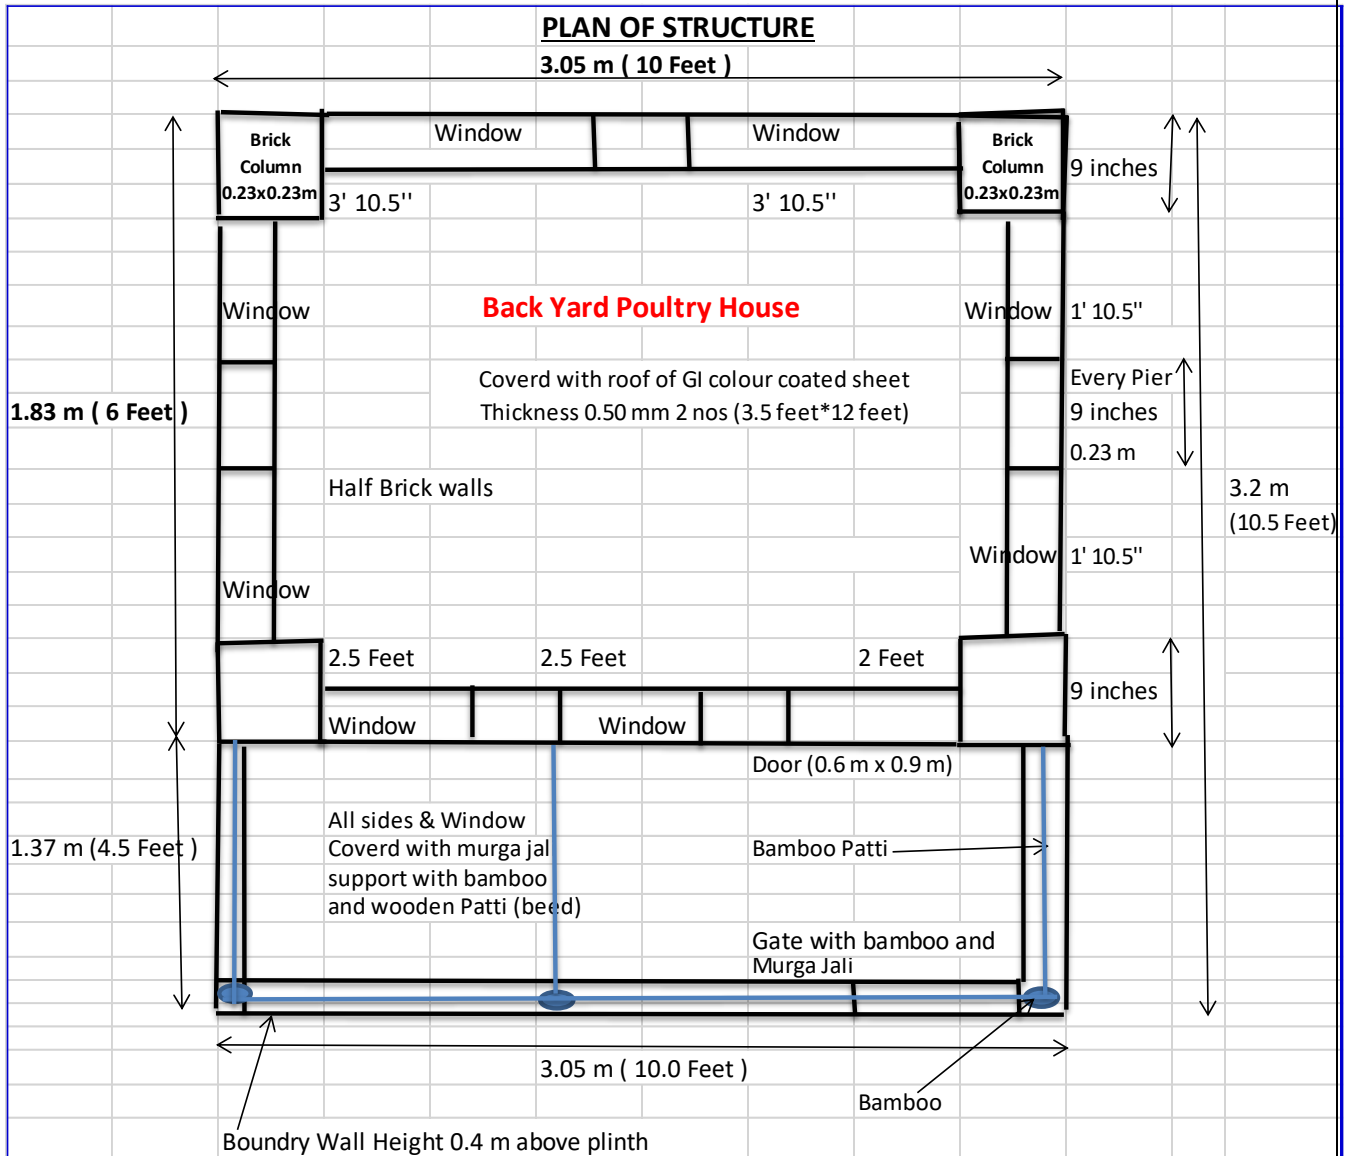 PLAN OF STRUCTURE
3.05 m ( 10 Feet )
Brick
Column
0.23x0.23m
Window
Window
Brick
Column
0.23x0.23m
9 inches
3' 10.5''
3' 10.5''
Window
Back Yard Poultry House
Window
1' 10.5''
Coverd with roof of GI colour coated sheet
Thickness 0.50 mm 2 nos (3.5 feet*12 feet)
Every Pier
9 inches
0.23 m
1.83 m ( 6 Feet )
Half Brick walls
3.2 m
(10.5 Feet)
Window
1' 10.5''
Window
2.5 Feet
2.5 Feet
2 Feet
9 inches
Window
Window
Door (0.6 m x 0.9 m)
1.37 m (4.5 Feet )
All sides & Window
Coverd with murga jal
support with bamboo
and wooden Patti (beed)
Bamboo Patti
Gate with bamboo and
Murga Jali
3.05 m ( 10.0 Feet )
Bamboo
Boundry Wall Height 0.4 m above plinth